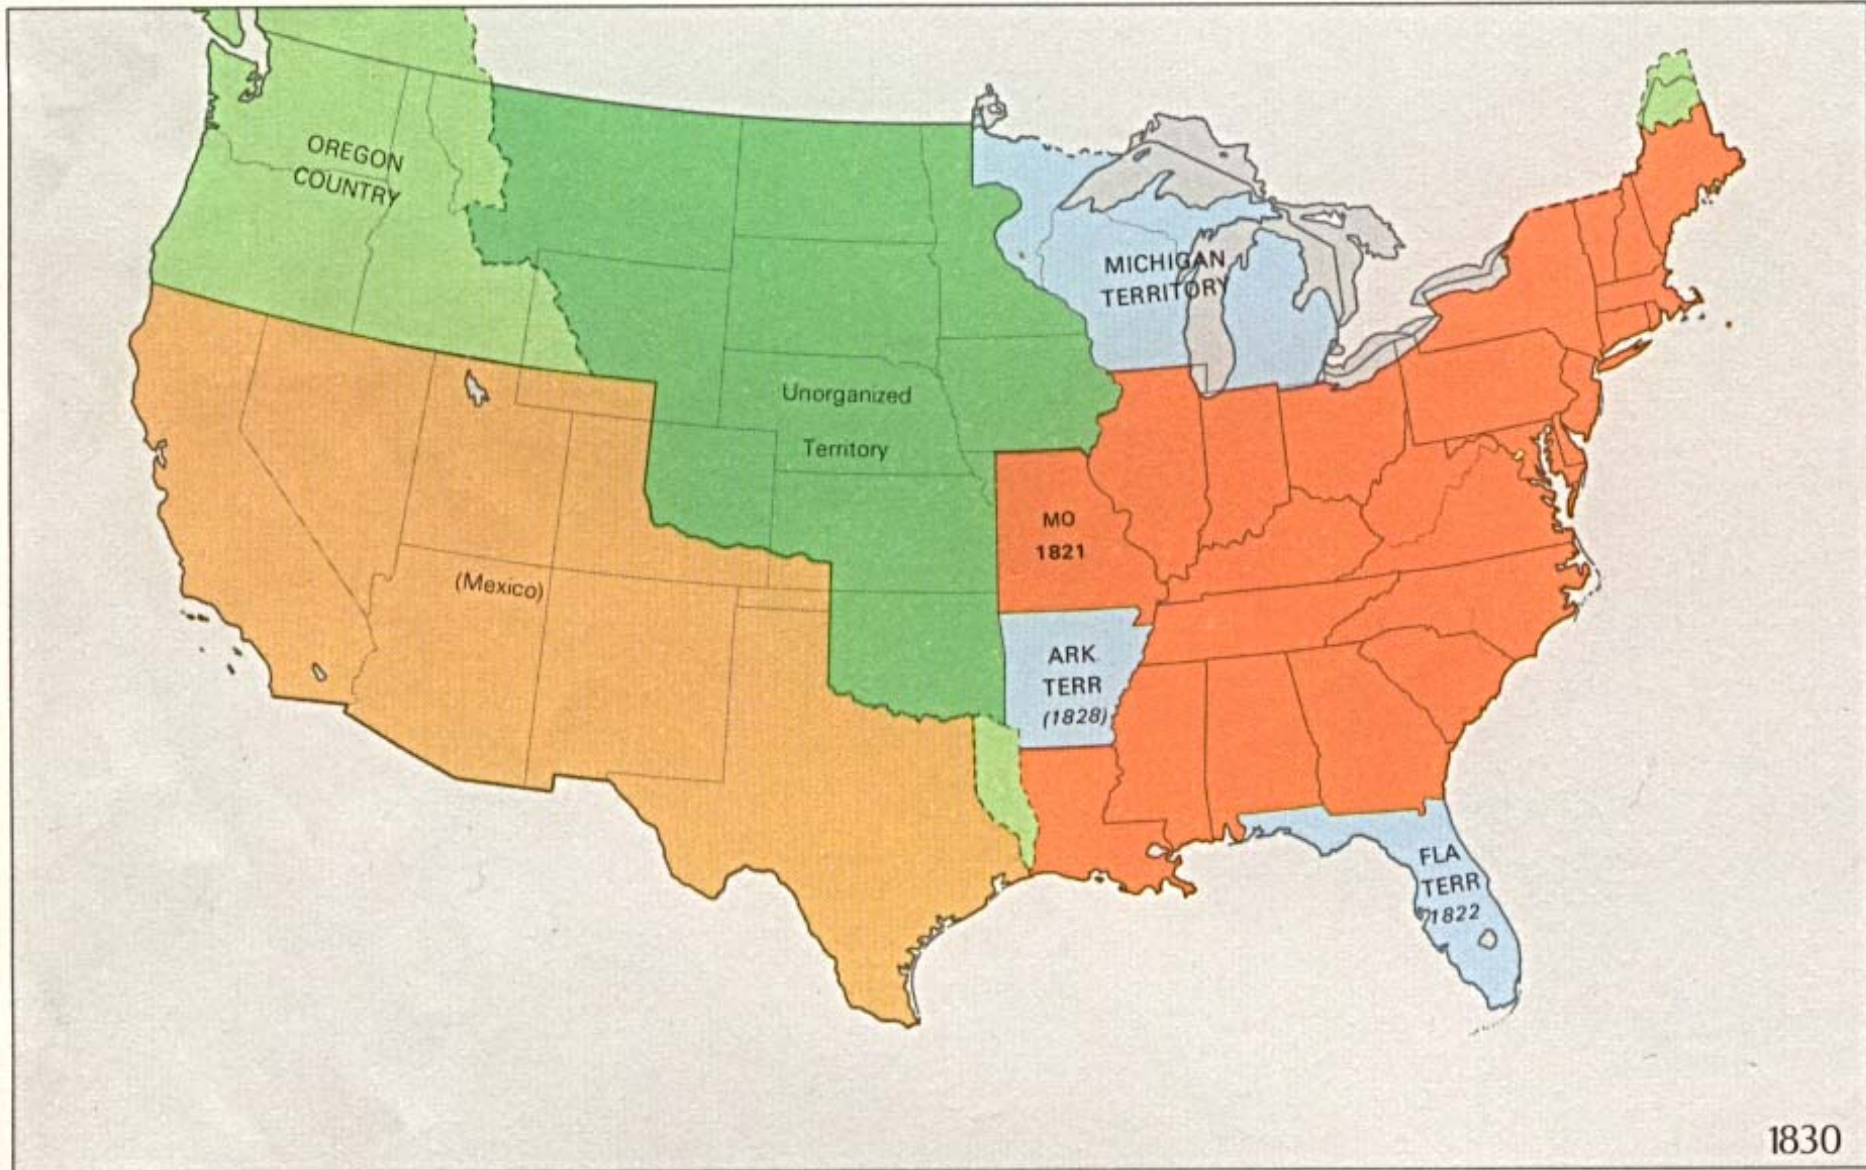 OREGON
COUNTRY
MICHIGAN
TERRITORY
Unorganized
Territory
MO
1821
(Mexico)
ARK
TERR
(1828)
FLA
TERR
1822
1830